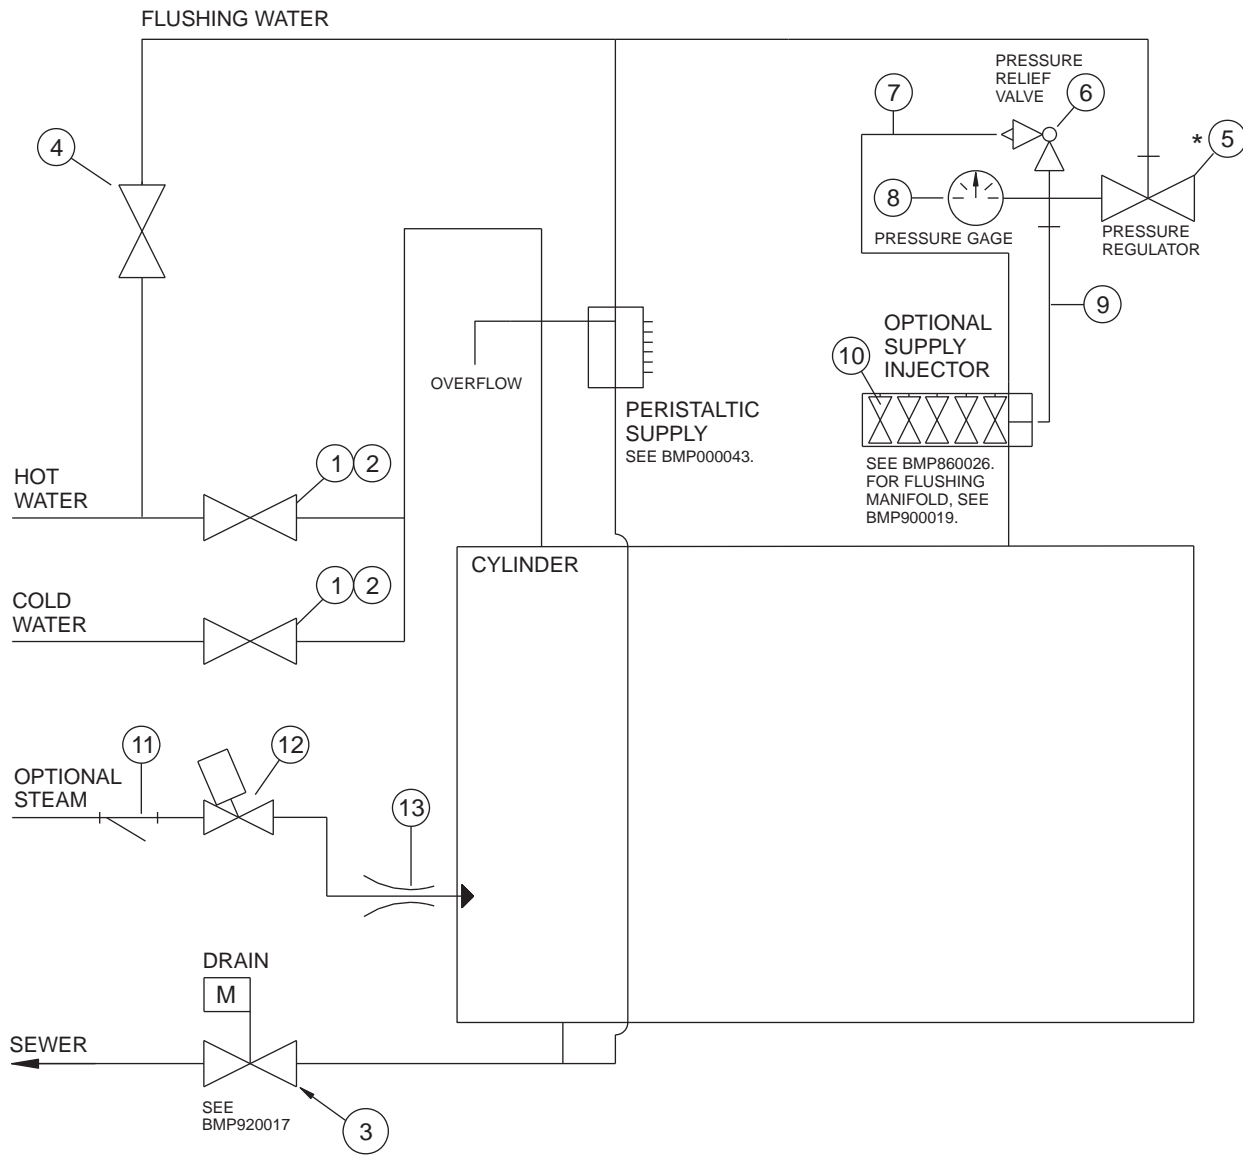 FLUSHING WATER
PRESSURE
RELIEF
VALVE
7
6
4
* 5
8
PRESSURE GAGE
PRESSURE
REGULATOR
9
OPTIONAL
SUPPLY
INJECTOR
10
OVERFLOW
PERISTALTIC
SUPPLY
SEE BMP000043.
SEE BMP860026.
FOR FLUSHING
MANIFOLD, SEE
BMP900019.
HOT
WATER
1 2
CYLINDER
COLD
WATER
1 2
11
12
OPTIONAL
STEAM
13
DRAIN
M
SEWER
SEE
BMP920017
3